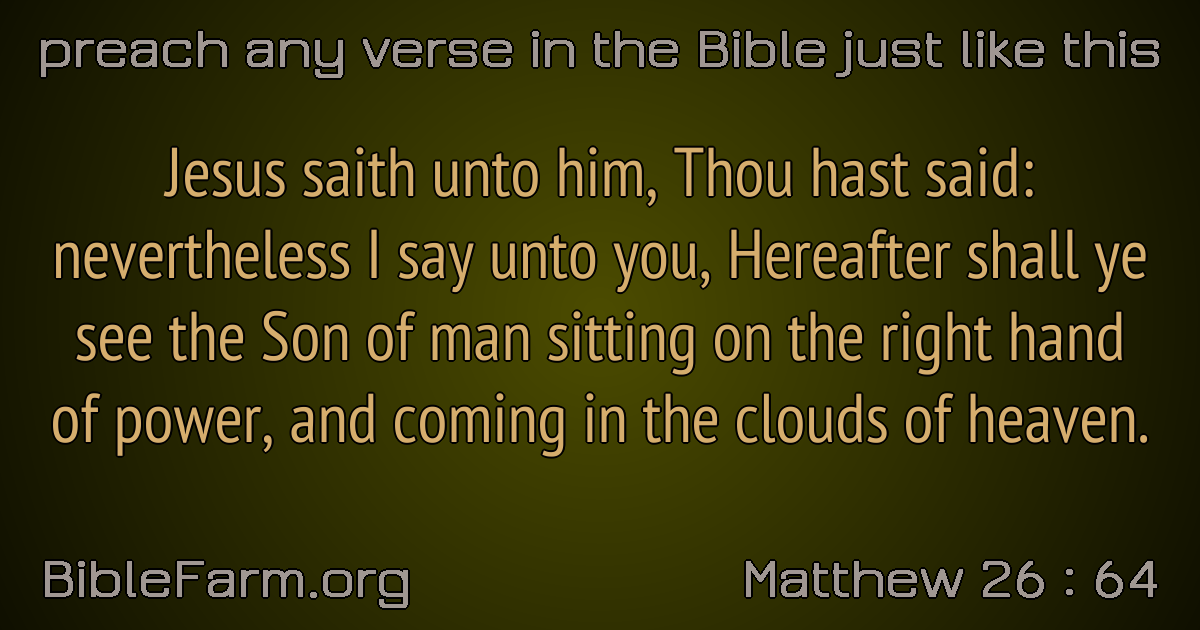 preach any verse in the Bible just like this
Jesus saith unto him, Thou hast said:
nevertheless I say unto you, Hereafter shall ye
see the Son of man sitting on the right hand
of power, and coming in the clouds of heaven.
BibleFarm.org
Matthew 26 : 64